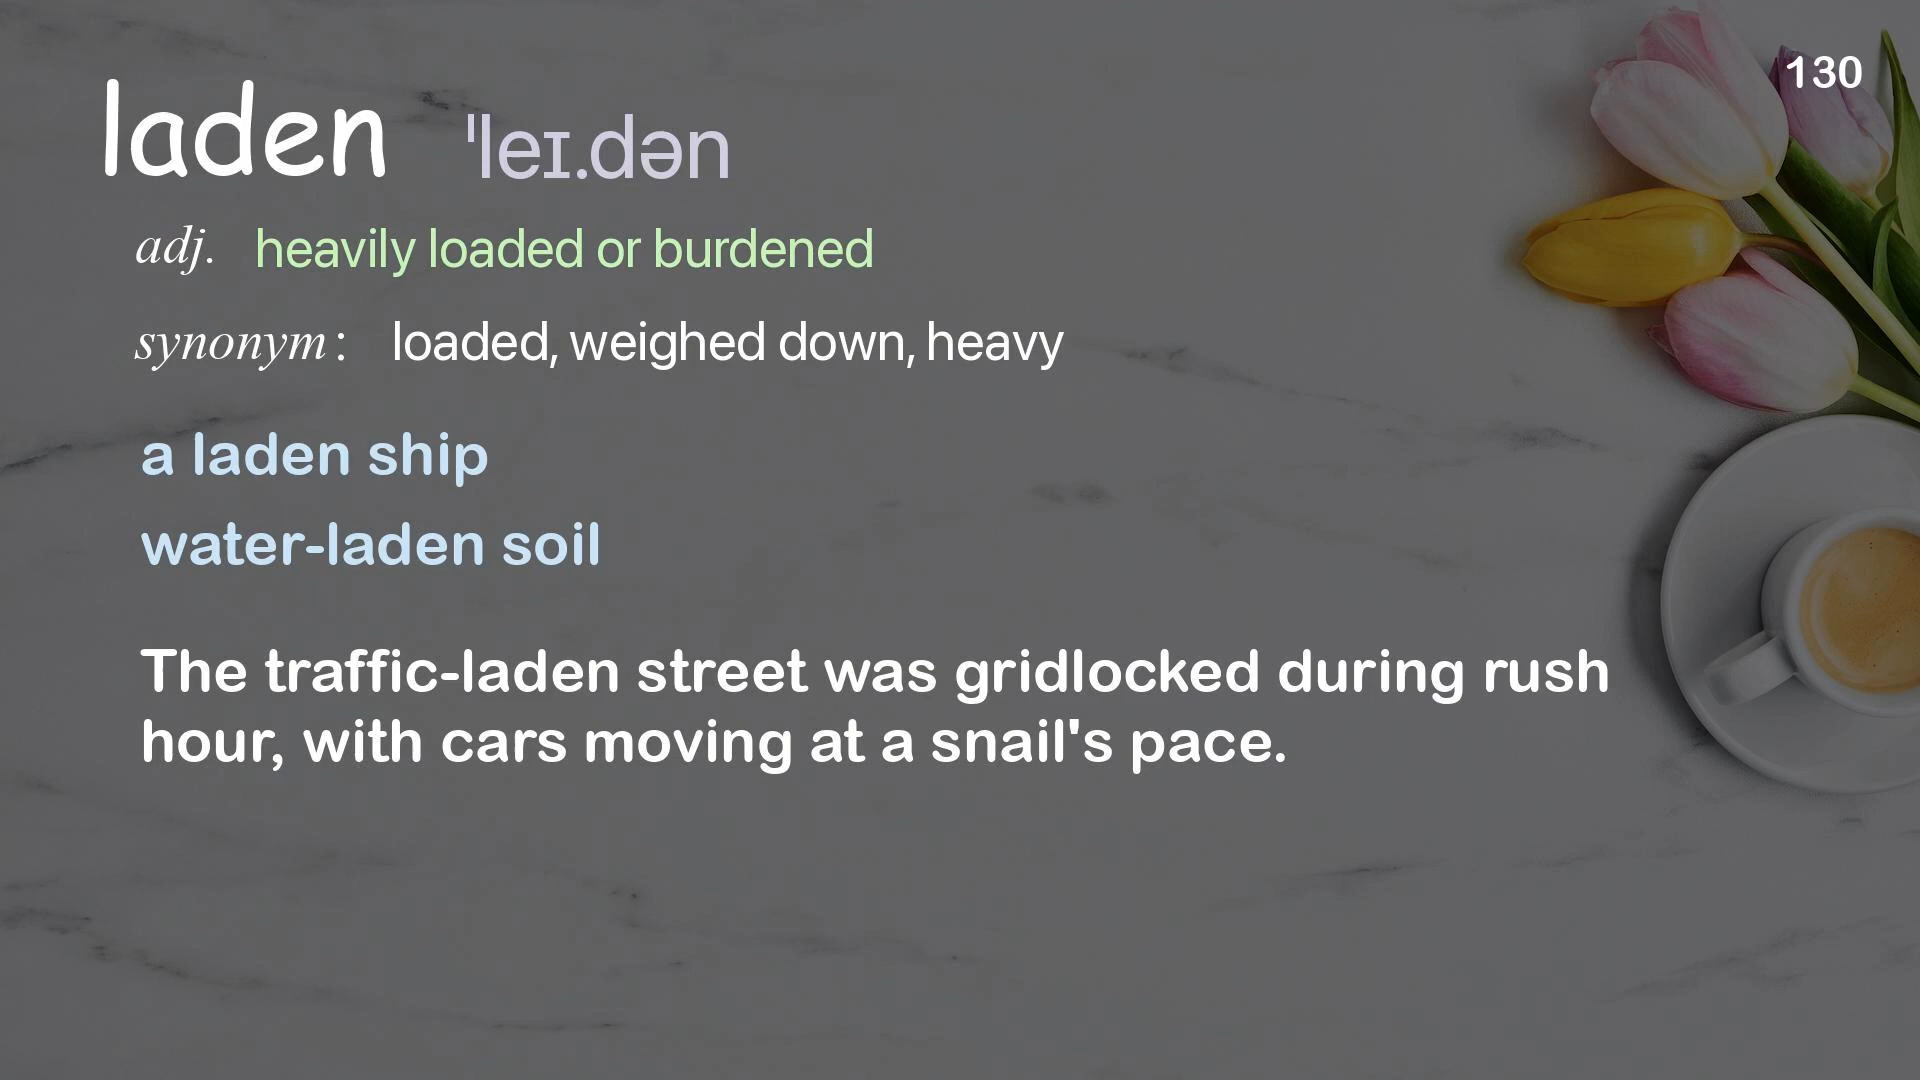 130
laden ˈleɪ.dən
adj. heavily loaded or burdened
synonym: loaded, weighed down, heavy
a laden ship
water-laden soil
The traffic-laden street was gridlocked during rush
hour, with cars moving at a snail's pace.